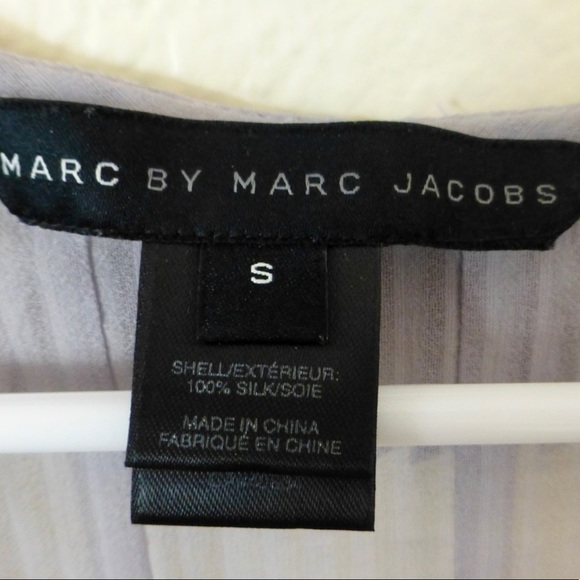 MARC BY MARC JACOBS
S
SHELL/EXTÉRIEUR:
100% SILK/SOIE
MADE IN CHINA
FABRIQUÉ EN CHINE